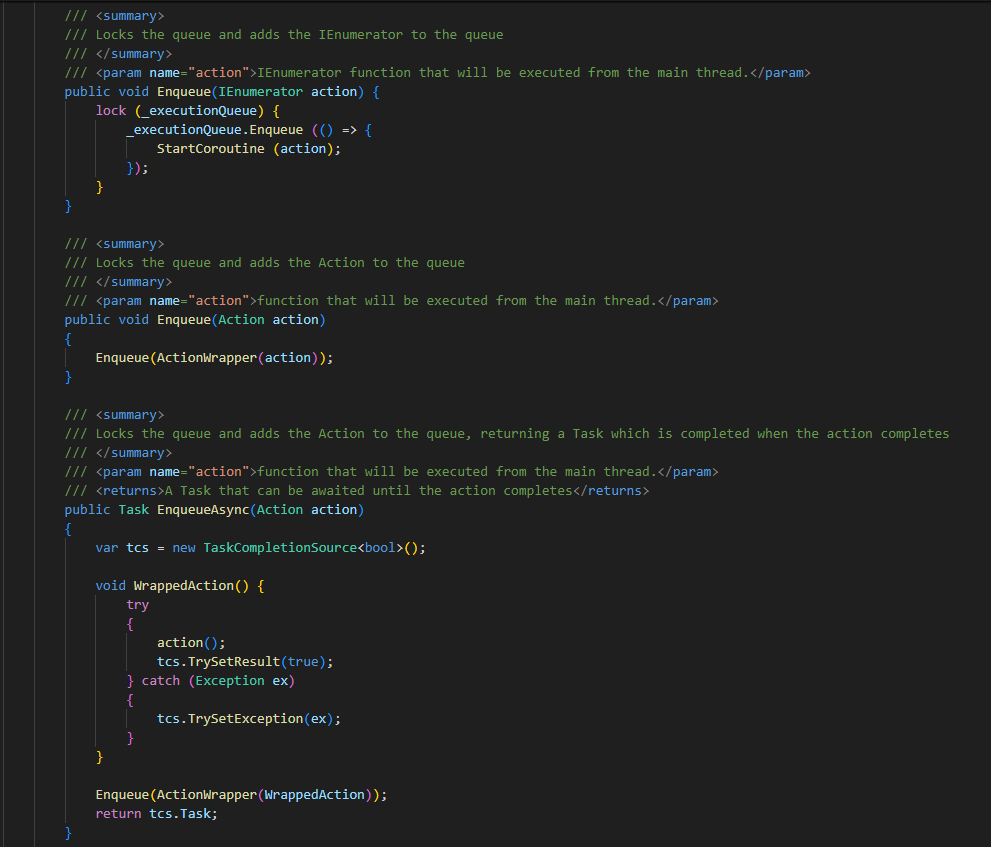 /// <summary>
/// Locks the queue and adds the IEnumerator to the queue
/// </summary>
/// <param name="action">IEnumerator function that will be executed from the main thread.</param>
public void Enqueue(IEnumerator action) {
    lock (_executionQueue) {
        _executionQueue.Enqueue (() => {
            StartCoroutine (action);
        });
    }
}

/// <summary>
/// Locks the queue and adds the Action to the queue
/// </summary>
/// <param name="action">function that will be executed from the main thread.</param>
public void Enqueue(Action action)
{
    Enqueue(ActionWrapper(action));
}

/// <summary>
/// Locks the queue and adds the Action to the queue, returning a Task which is completed when the action completes
/// </summary>
/// <param name="action">function that will be executed from the main thread.</param>
/// <returns>A Task that can be awaited until the action completes</returns>
public Task EnqueueAsync(Action action)
{
    var tcs = new TaskCompletionSource<bool>();

    void WrappedAction() {
        try
        {
            action();
            tcs.TrySetResult(true);
        } catch (Exception ex)
        {
            tcs.TrySetException(ex);
        }
    }

    Enqueue(ActionWrapper(WrappedAction));
    return tcs.Task;
}